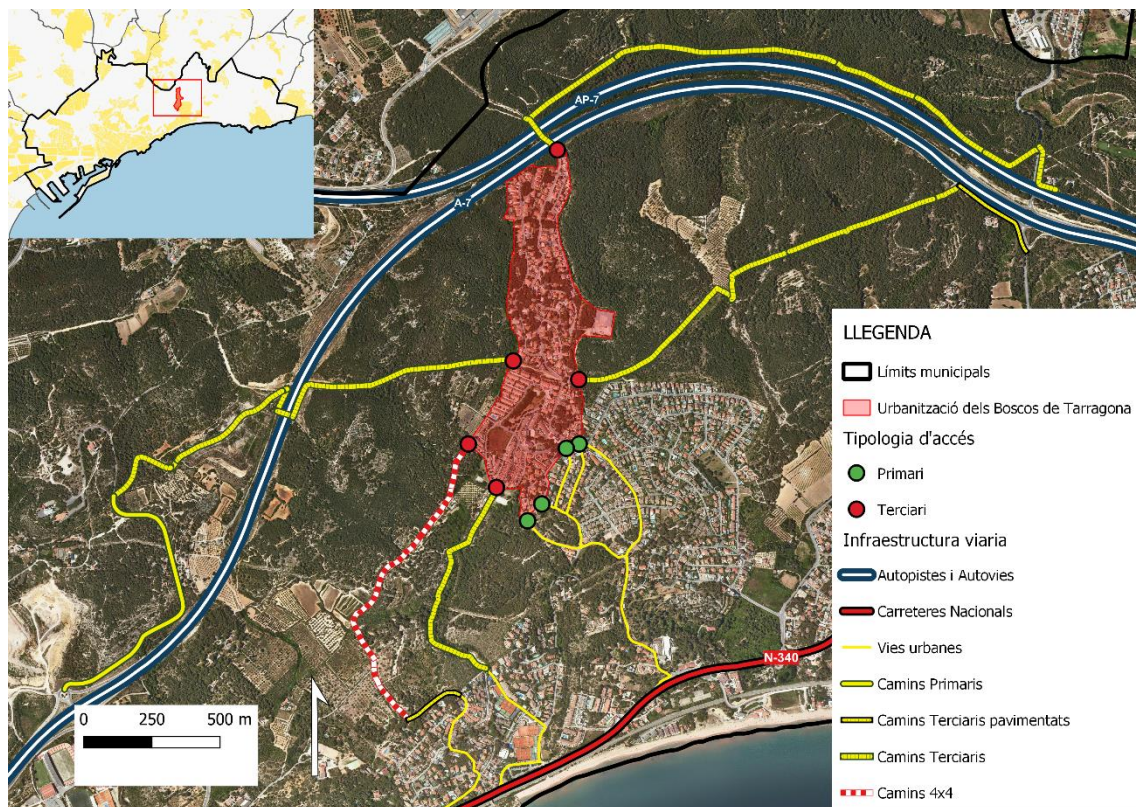 AP-7
A-7
N-340
0 250 500 m
LLEGENDA
Límits municipals
Urbanització dels Boscos de Tarragona
Tipologia d'accés
Primari
Terciari
Infraestructura viaria
Autopistes i Autovies
Carreteres Nacionals
Vies urbanes
Camins Primaris
Camins Terciaris pavimentats
Camins Terciaris
Camins 4x4